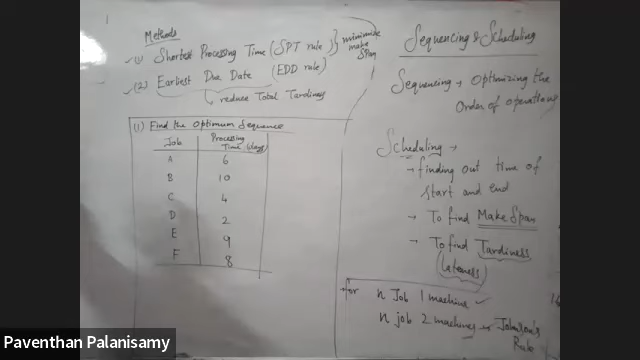 Methods
(1) Shortest Processing Time (SPT rule)
(2) Earliest Due Date (EDD rule)
} minimize
make
span
↳ reduce Total Tardiness
(1) Find the Optimum Sequence
Job Processing Time (days)
A 6
B 10
C 4
D 2
E 9
F 8
Sequencing & Scheduling
Sequencing → Optimizing the
Order of operations
Scheduling →
→ finding out time of
start and end
→ To find Make Span
→ To find Tardiness
(lateness)
→ for n Job 1 machine ✓
n job 2 machines → Johnson's
Rule
Paventhan Palanisamy